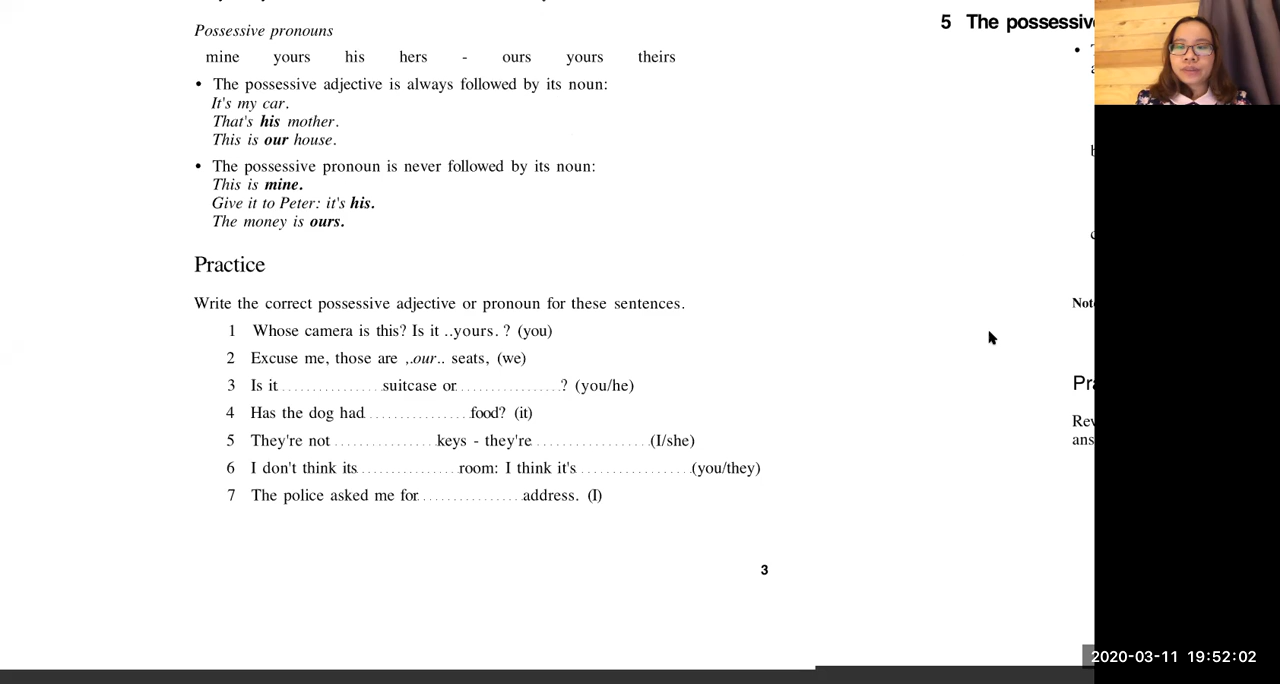 Possessive pronouns
mine yours his hers - ours yours theirs
• The possessive adjective is always followed by its noun:
It's my car.
That's his mother.
This is our house.
• The possessive pronoun is never followed by its noun:
This is mine.
Give it to Peter: it's his.
The money is ours.
Practice
Write the correct possessive adjective or pronoun for these sentences.
1 Whose camera is this? Is it ..yours. ? (you)
2 Excuse me, those are ,.our.. seats, (we)
3 Is it ................ suitcase or ................. ? (you/he)
4 Has the dog had ................ food? (it)
5 They're not ................ keys - they're .................. (I/she)
6 I don't think its ................ room: I think it's .................. (you/they)
7 The police asked me for ................ address. (I)
3
5 The possessiv
•
Not
Pra
Rev
ans
2020-03-11 19:52:02